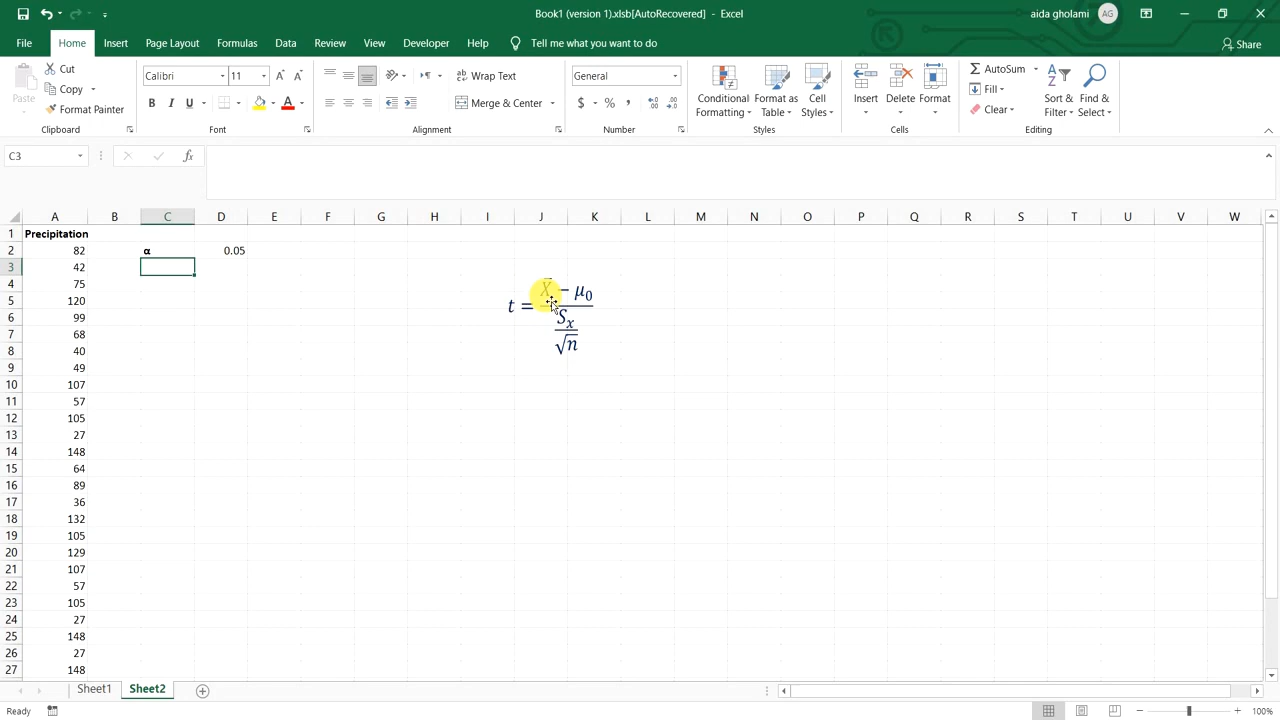 Book1 (version 1).xlsb[AutoRecovered] - Excel
aida gholami AG
File Home Insert Page Layout Formulas Data Review View Developer Help Tell me what you want to do Share
Cut
Copy
Format Painter
Paste
Clipboard
Calibri 11
B I U
Font
Wrap Text
Merge & Center
Alignment
General
$ % ,
Number
Conditional Formatting
Format as Table
Cell Styles
Styles
Insert Delete Format
Cells
AutoSum
Fill
Clear
Sort & Filter
Find & Select
Editing
C3 fx
A B C D E F G H I J K L M N O P Q R S T U V W
1 Precipitation
2 82 α 0.05
3 42
4 75
5 120
6 99
7 68
8 40
9 49
10 107
11 57
12 105
13 27
14 148
15 64
16 89
17 36
18 132
19 105
20 129
21 107
22 57
23 105
24 27
25 148
26 27
27 148
t = X̄ − μ0
Sx
√n
Sheet1 Sheet2
Ready 100%